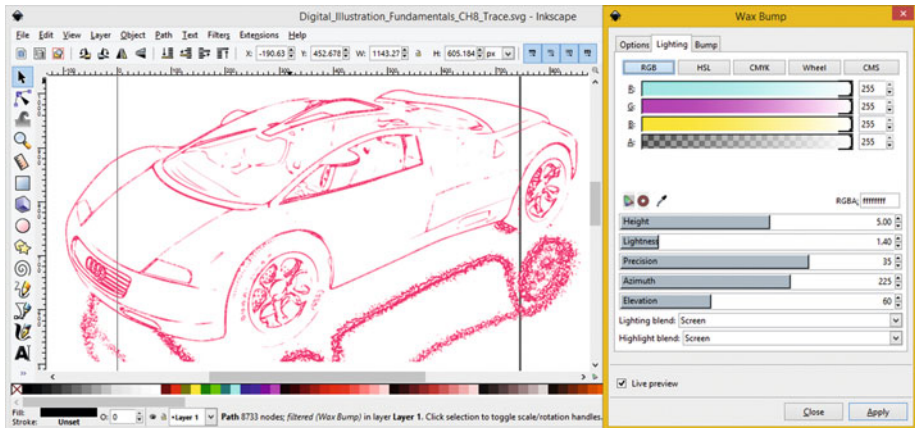 Digital_Illustration_Fundamentals_CH8_Trace.svg - Inkscape
File Edit View Layer Object Path Text Filters Extensions Help
X: -190.63 Y: 452.678 W: 1143.27 H: 605.184 px
Fill:
Stroke: Unset
O: 0
Layer 1
Path 8733 nodes; filtered (Wax Bump) in layer Layer 1. Click selection to toggle scale/rotation handles.
Wax Bump
Options Lighting Bump
RGB HSL CMYK Wheel CMS
R: 255
G: 255
B: 255
A: 255
RGBA: ffffffff
Height 5.00
Lightness 1.40
Precision 35
Azimuth 225
Elevation 60
Lighting blend: Screen
Highlight blend: Screen
Live preview
Close Apply